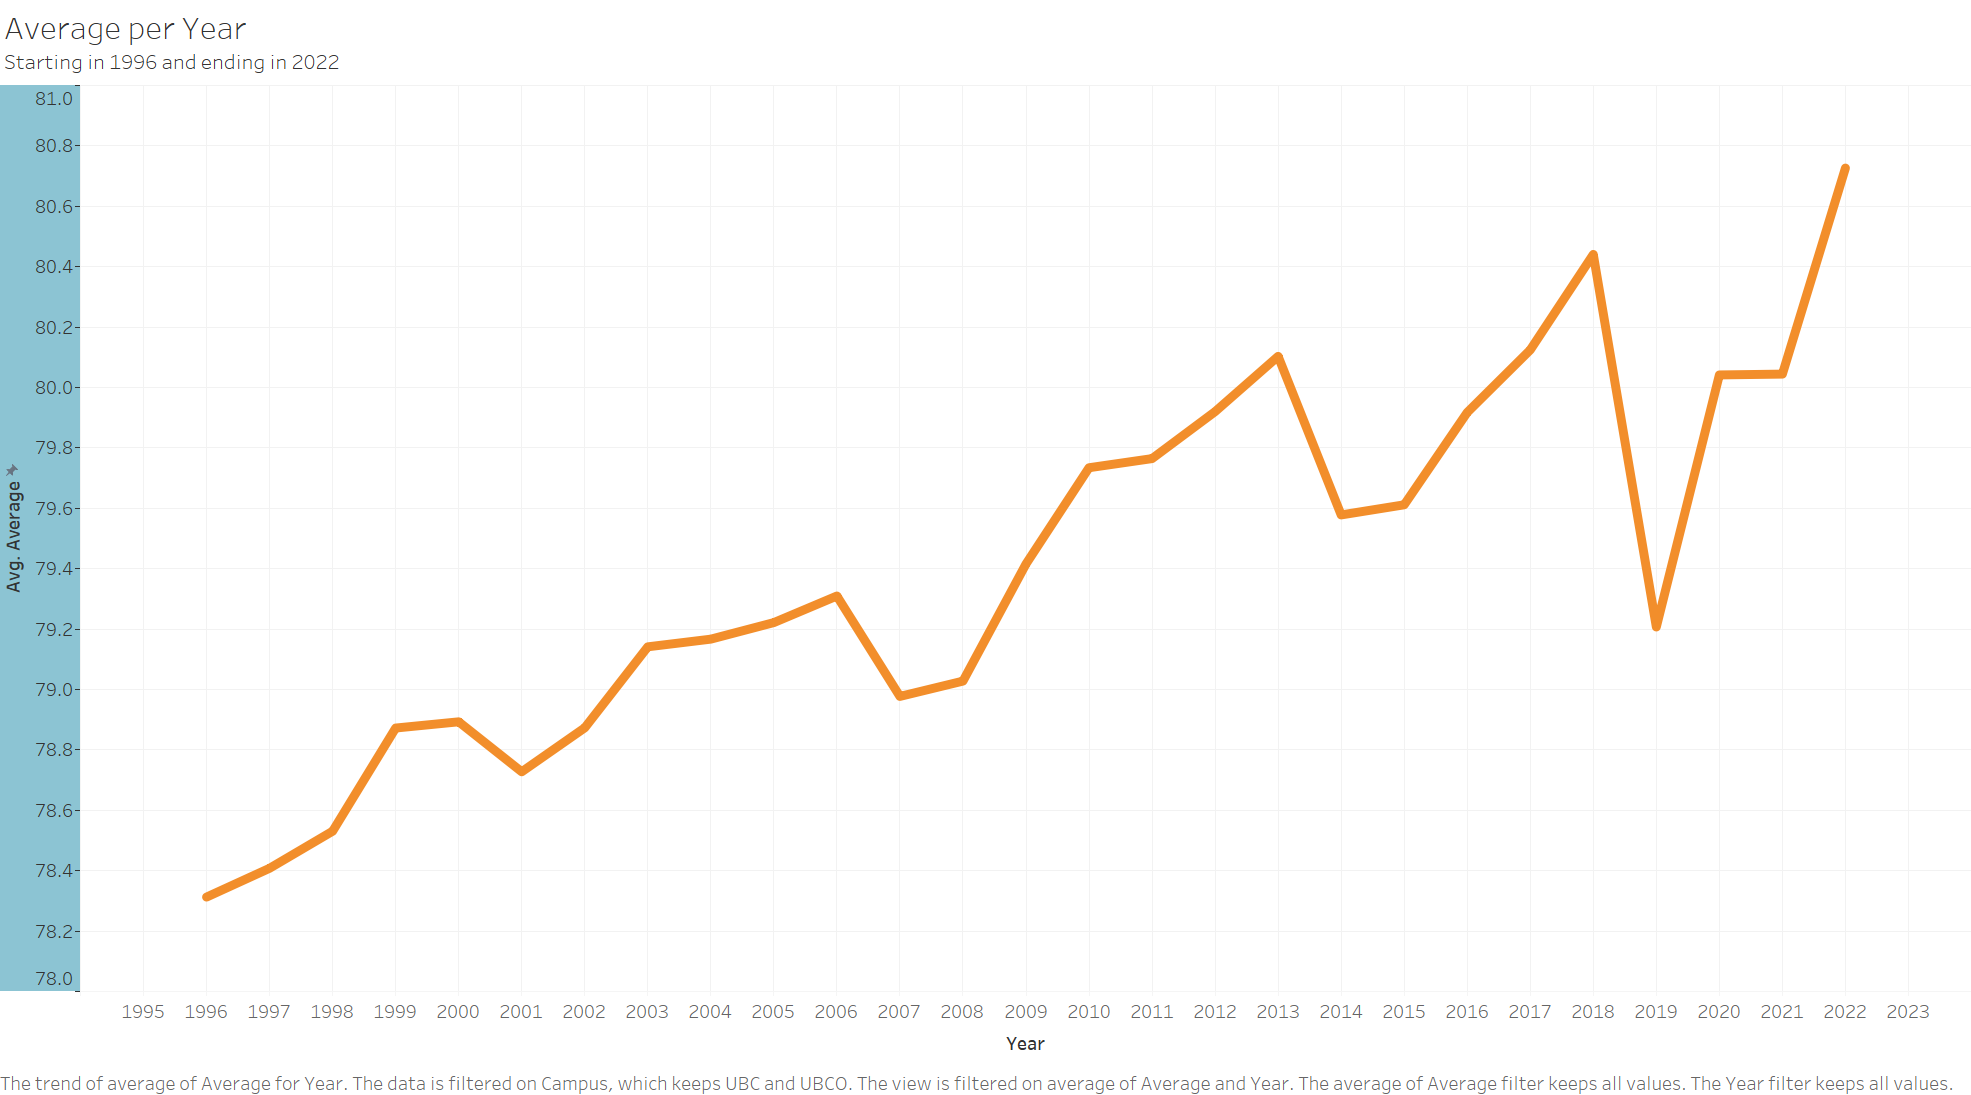 Average per Year
Starting in 1996 and ending in 2022
81.0
80.8
80.6
80.4
80.2
80.0
79.8
79.6
79.4
79.2
79.0
78.8
78.6
78.4
78.2
78.0
Avg. Average
1995 1996 1997 1998 1999 2000 2001 2002 2003 2004 2005 2006 2007 2008 2009 2010 2011 2012 2013 2014 2015 2016 2017 2018 2019 2020 2021 2022 2023
Year
The trend of average of Average for Year. The data is filtered on Campus, which keeps UBC and UBCO. The view is filtered on average of Average and Year. The average of Average filter keeps all values. The Year filter keeps all values.